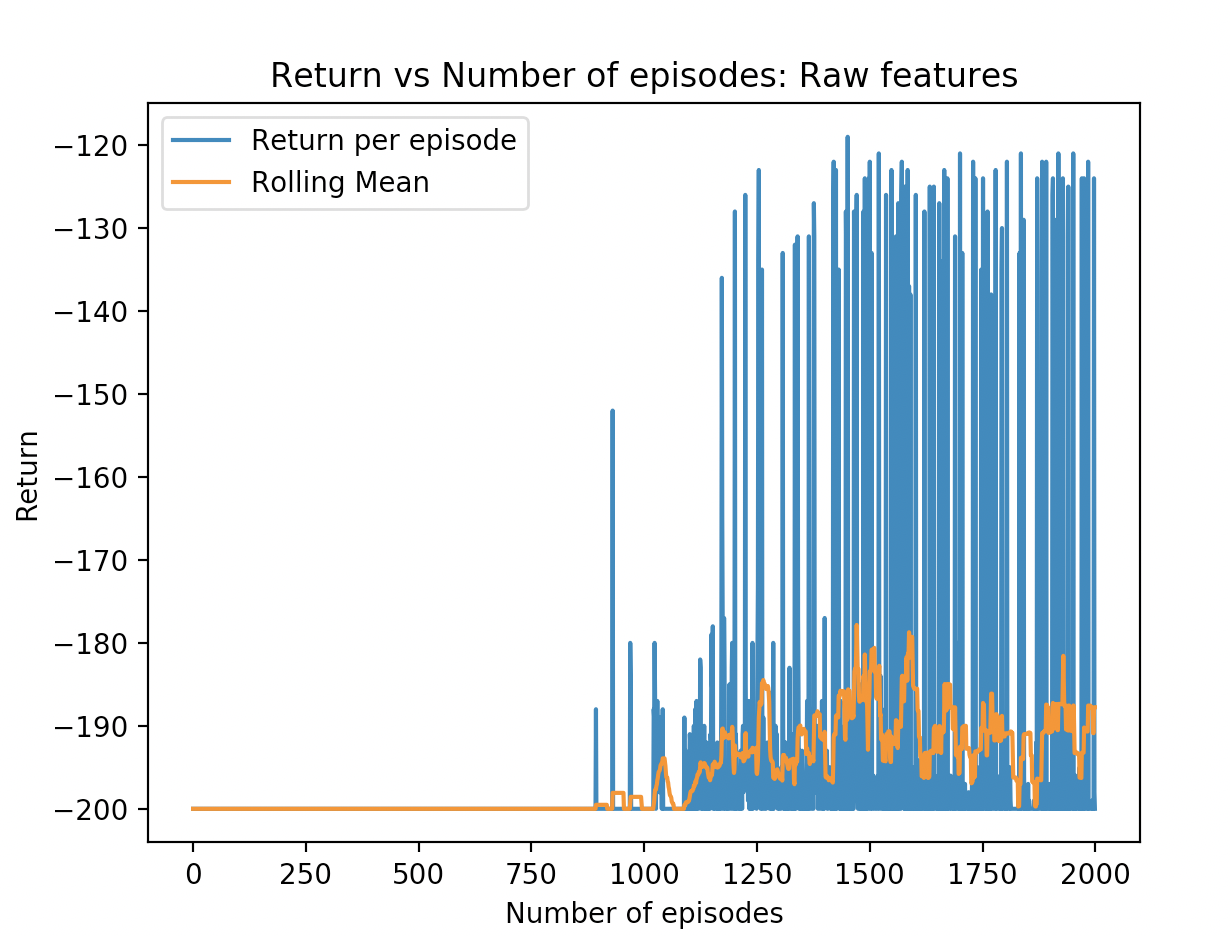 Return vs Number of episodes: Raw features
Return per episode
Rolling Mean
−120
−130
−140
−150
−160
−170
−180
−190
−200
Return
0 250 500 750 1000 1250 1500 1750 2000
Number of episodes